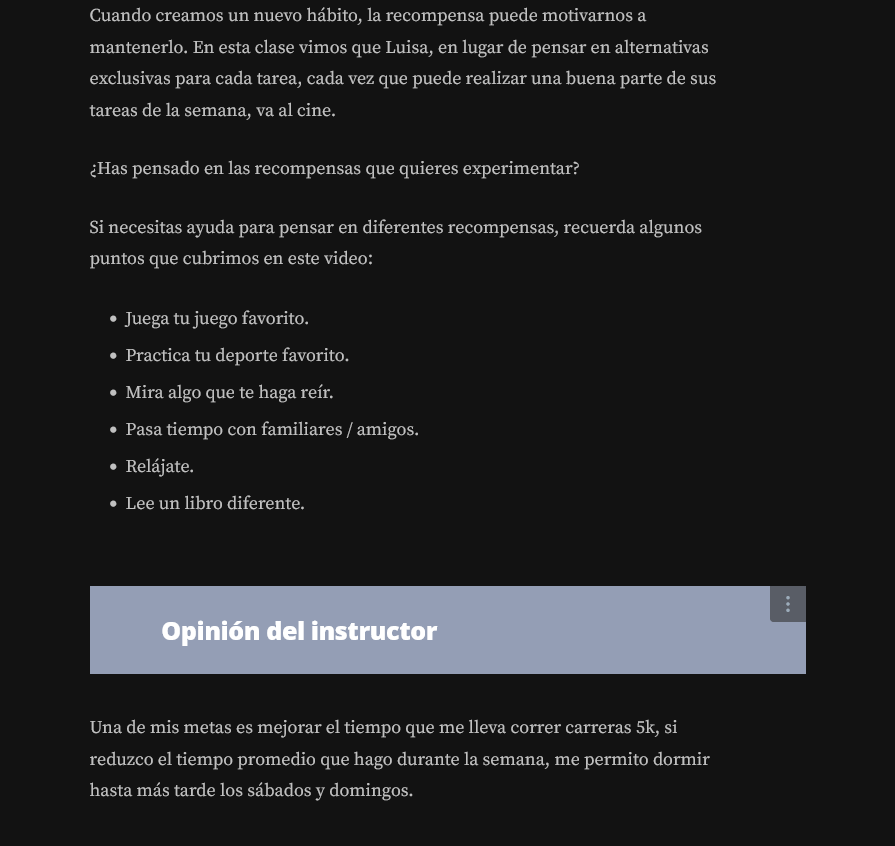 Cuando creamos un nuevo hábito, la recompensa puede motivarnos a
mantenerlo. En esta clase vimos que Luisa, en lugar de pensar en alternativas
exclusivas para cada tarea, cada vez que puede realizar una buena parte de sus
tareas de la semana, va al cine.
¿Has pensado en las recompensas que quieres experimentar?
Si necesitas ayuda para pensar en diferentes recompensas, recuerda algunos
puntos que cubrimos en este video:
• Juega tu juego favorito.
• Practica tu deporte favorito.
• Mira algo que te haga reír.
• Pasa tiempo con familiares / amigos.
• Relájate.
• Lee un libro diferente.
Opinión del instructor
Una de mis metas es mejorar el tiempo que me lleva correr carreras 5k, si
reduzco el tiempo promedio que hago durante la semana, me permito dormir
hasta más tarde los sábados y domingos.